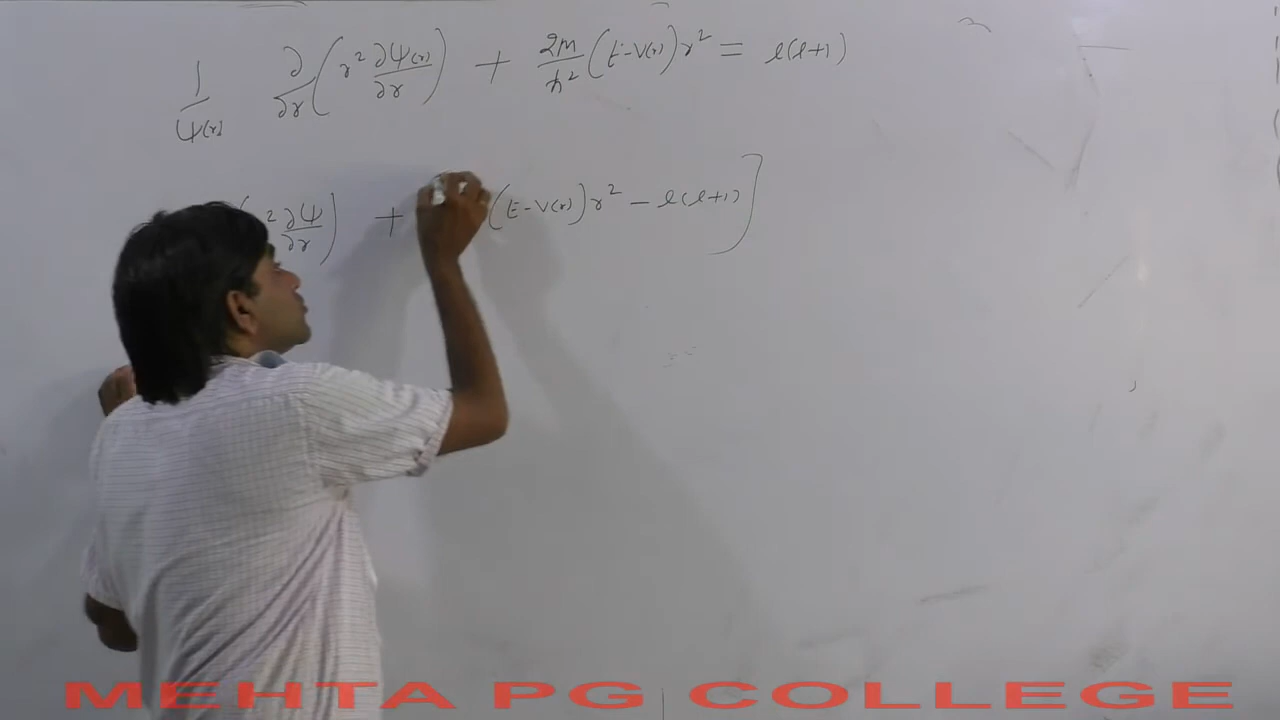 1/ψ(r) ∂/∂r (r² ∂ψ(r)/∂r) + 2m/ħ² (E-V(r)) r² = l(l+1)
² ∂ψ/∂r) + (E-V(r)) r² - l(l+1)]
MEHTA PG COLLEGE